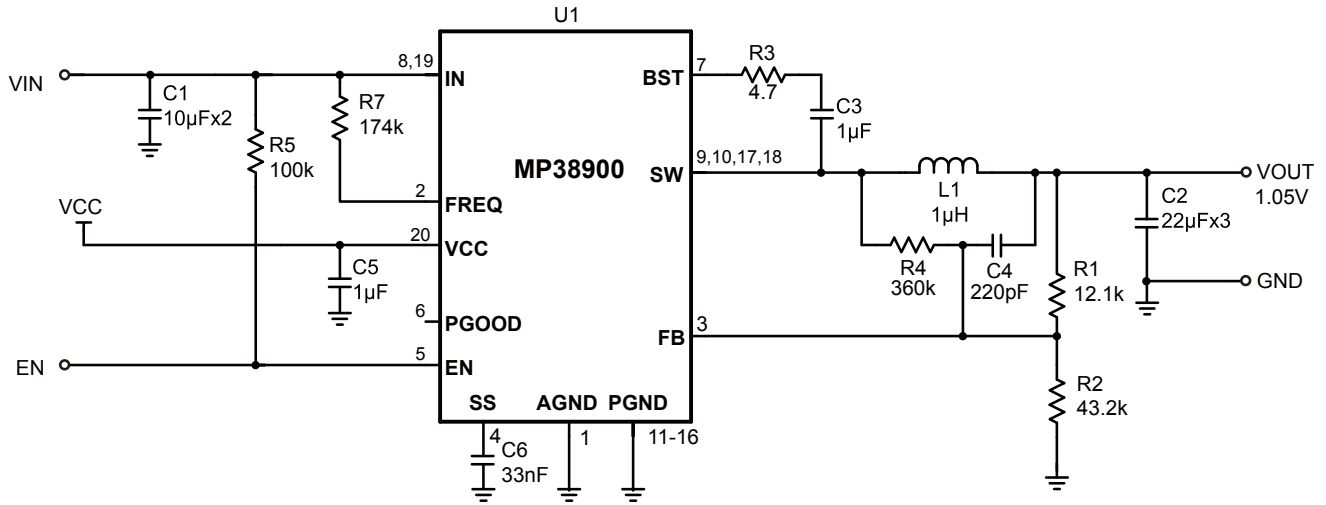 U1
VIN
C1
10µFx2
R5
100k
R7
174k
8,19
IN
2
FREQ
VCC
20
VCC
C5
1µF
6
PGOOD
EN
5
EN
MP38900
BST
7
R3
4.7
C3
1µF
SW
9,10,17,18
L1
1µH
R4
360k
C4
220pF
R1
12.1k
C2
22µFx3
VOUT
1.05V
GND
FB
3
R2
43.2k
SS
AGND
PGND
4
C6
33nF
1
11-16